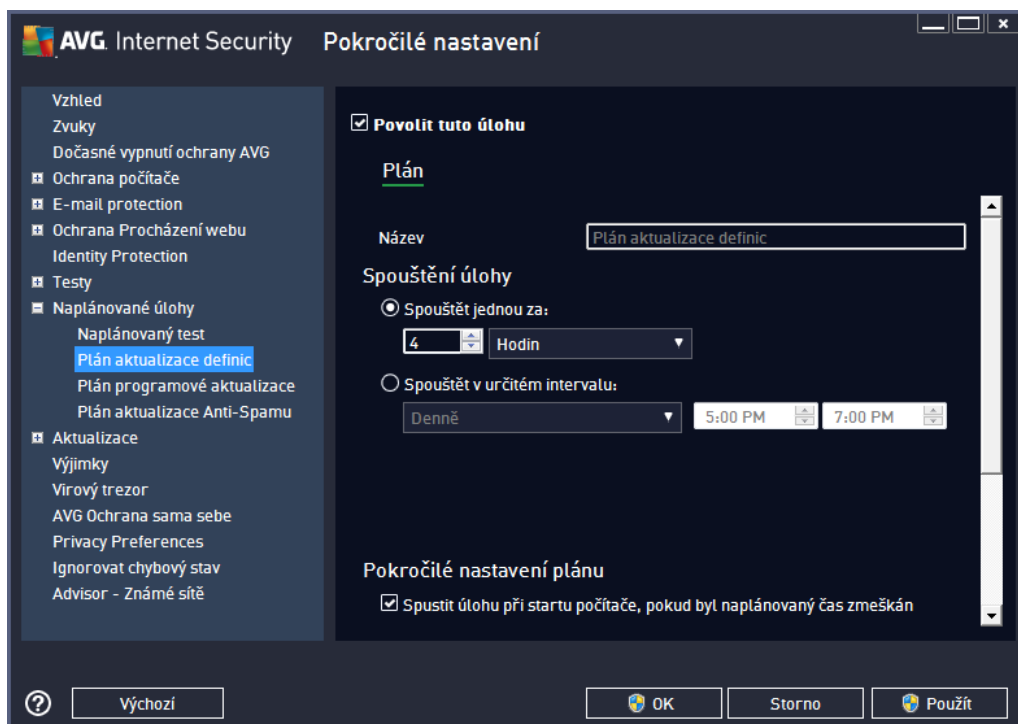 AVG. Internet Security Pokročilé nastavení
Vzhled
Zvuky
Dočasné vypnutí ochrany AVG
Ochrana počítače
E-mail protection
Ochrana Procházení webu
Identity Protection
Testy
Naplánované úlohy
Naplánovaný test
Plán aktualizace definic
Plán programové aktualizace
Plán aktualizace Anti-Spamu
Aktualizace
Výjimky
Virový trezor
AVG Ochrana sama sebe
Privacy Preferences
Ignorovat chybový stav
Advisor - Známé sítě
Povolit tuto úlohu
Plán
Název Plán aktualizace definic
Spouštění úlohy
Spouštět jednou za:
4 Hodin
Spouštět v určitém intervalu:
Denně 5:00 PM 7:00 PM
Pokročilé nastavení plánu
Spustit úlohu při startu počítače, pokud byl naplánovaný čas zmeškán
? Výchozí OK Storno Použít